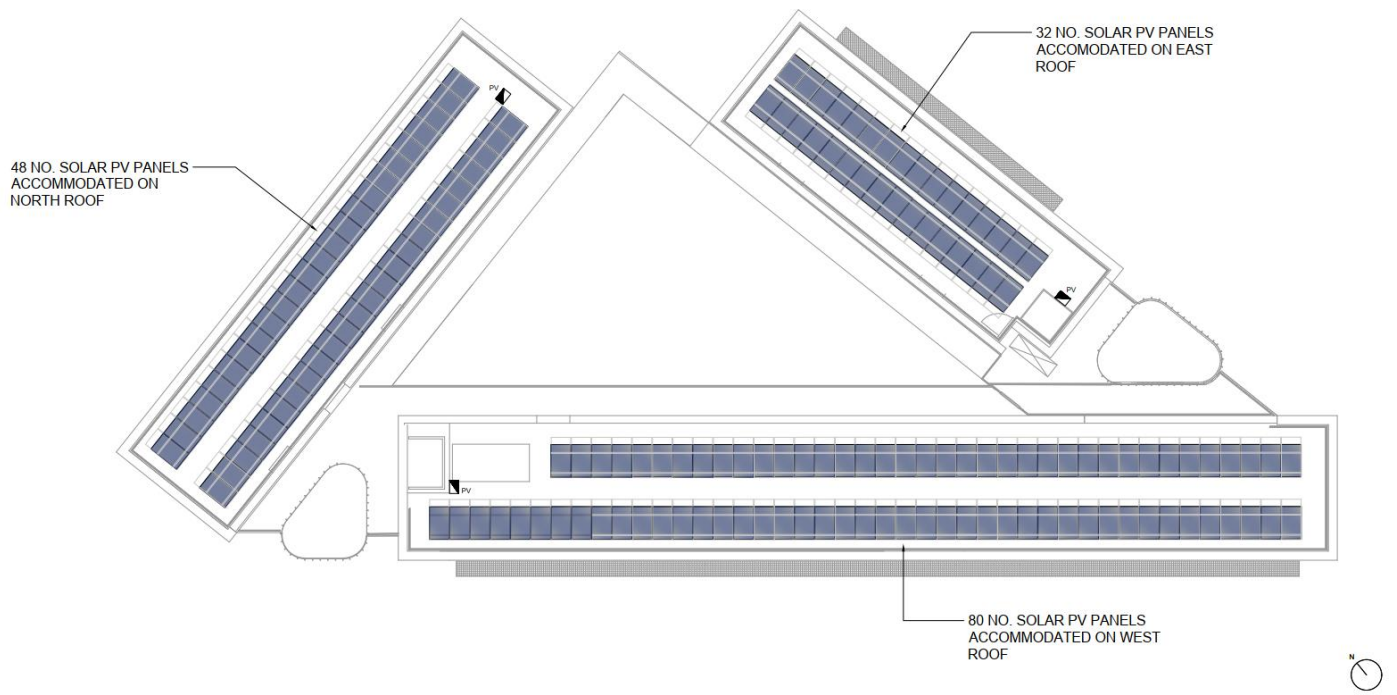 32 NO. SOLAR PV PANELS
ACCOMODATED ON EAST
ROOF
PV
48 NO. SOLAR PV PANELS
ACCOMMODATED ON
NORTH ROOF
PV
PV
80 NO. SOLAR PV PANELS
ACCOMMODATED ON WEST
ROOF
N